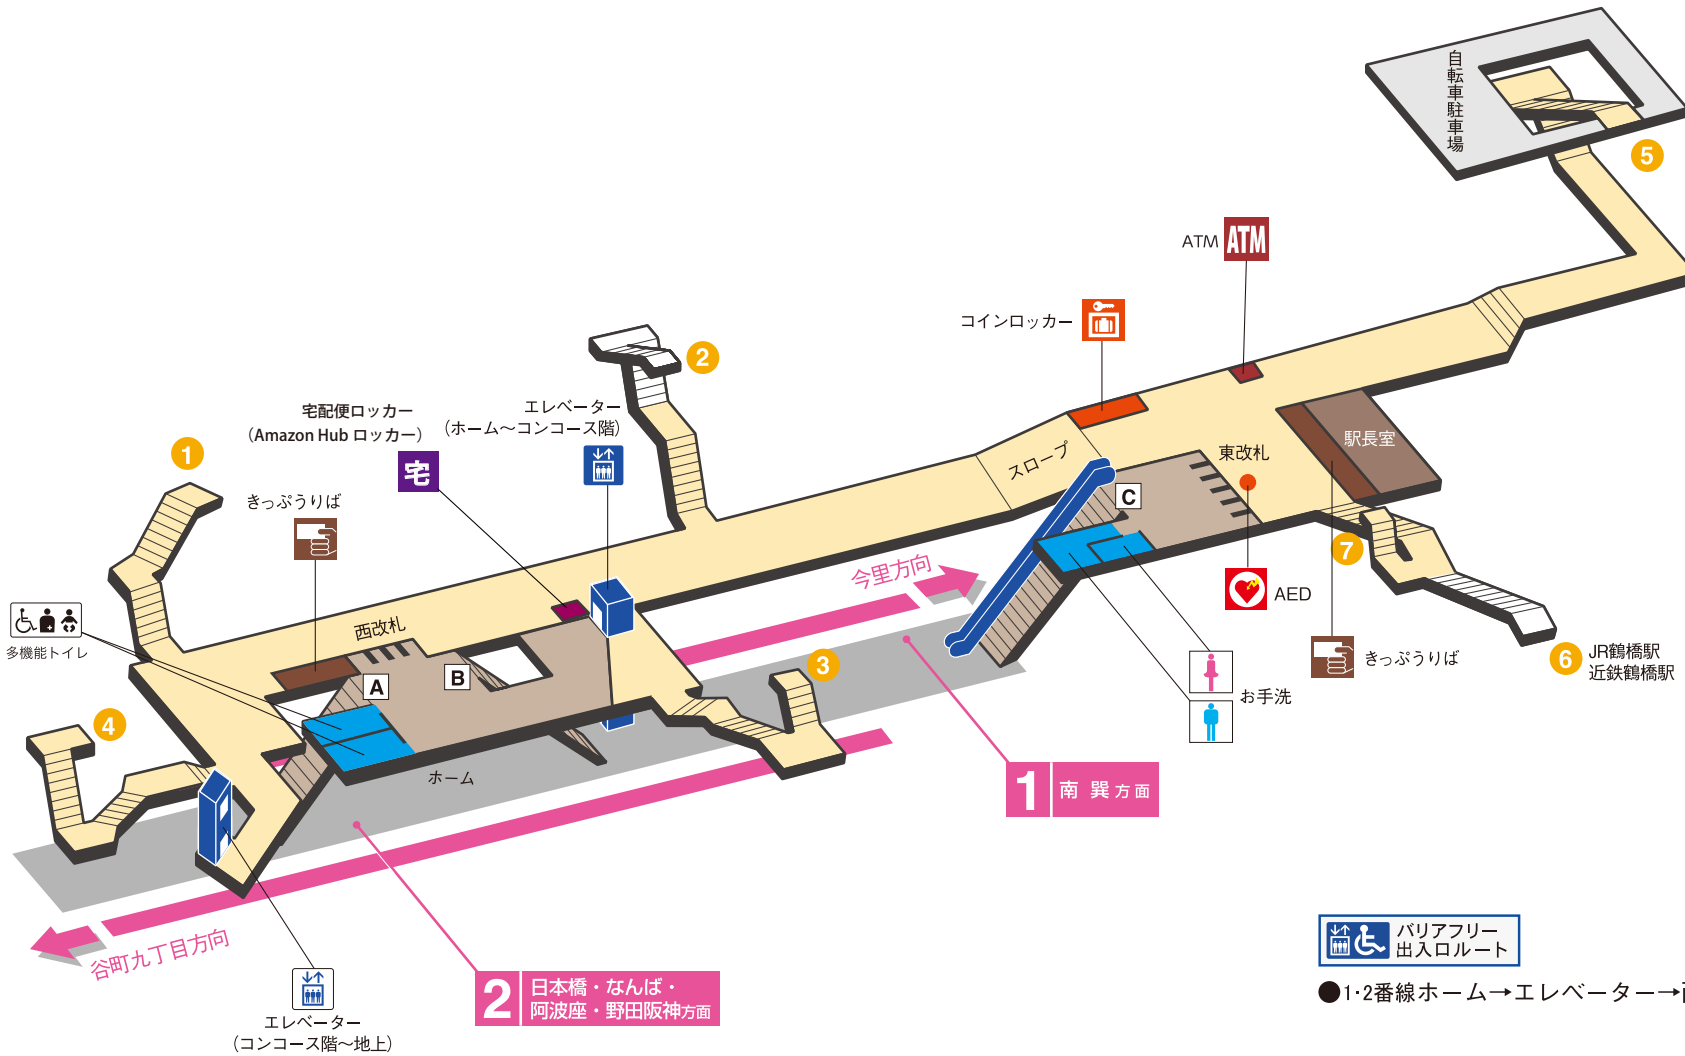 自転車駐車場
5
ATM ATM
コインロッカー
2
エレベーター
(ホーム〜コンコース階)
宅配便ロッカー
(Amazon Hub ロッカー)
宅
1
きっぷうりば
スロープ
東改札
駅長室
C
7
AED
今里方向
西改札
多機能トイレ
A
B
3
お手洗
きっぷうりば
6
JR鶴橋駅
近鉄鶴橋駅
4
ホーム
1 南 巽 方面
谷町九丁目方向
2 日本橋・なんば・
阿波座・野田阪神方面
エレベーター
(コンコース階〜地上)
バリアフリー
出入口ルート
●1・2番線ホーム→エレベーター→